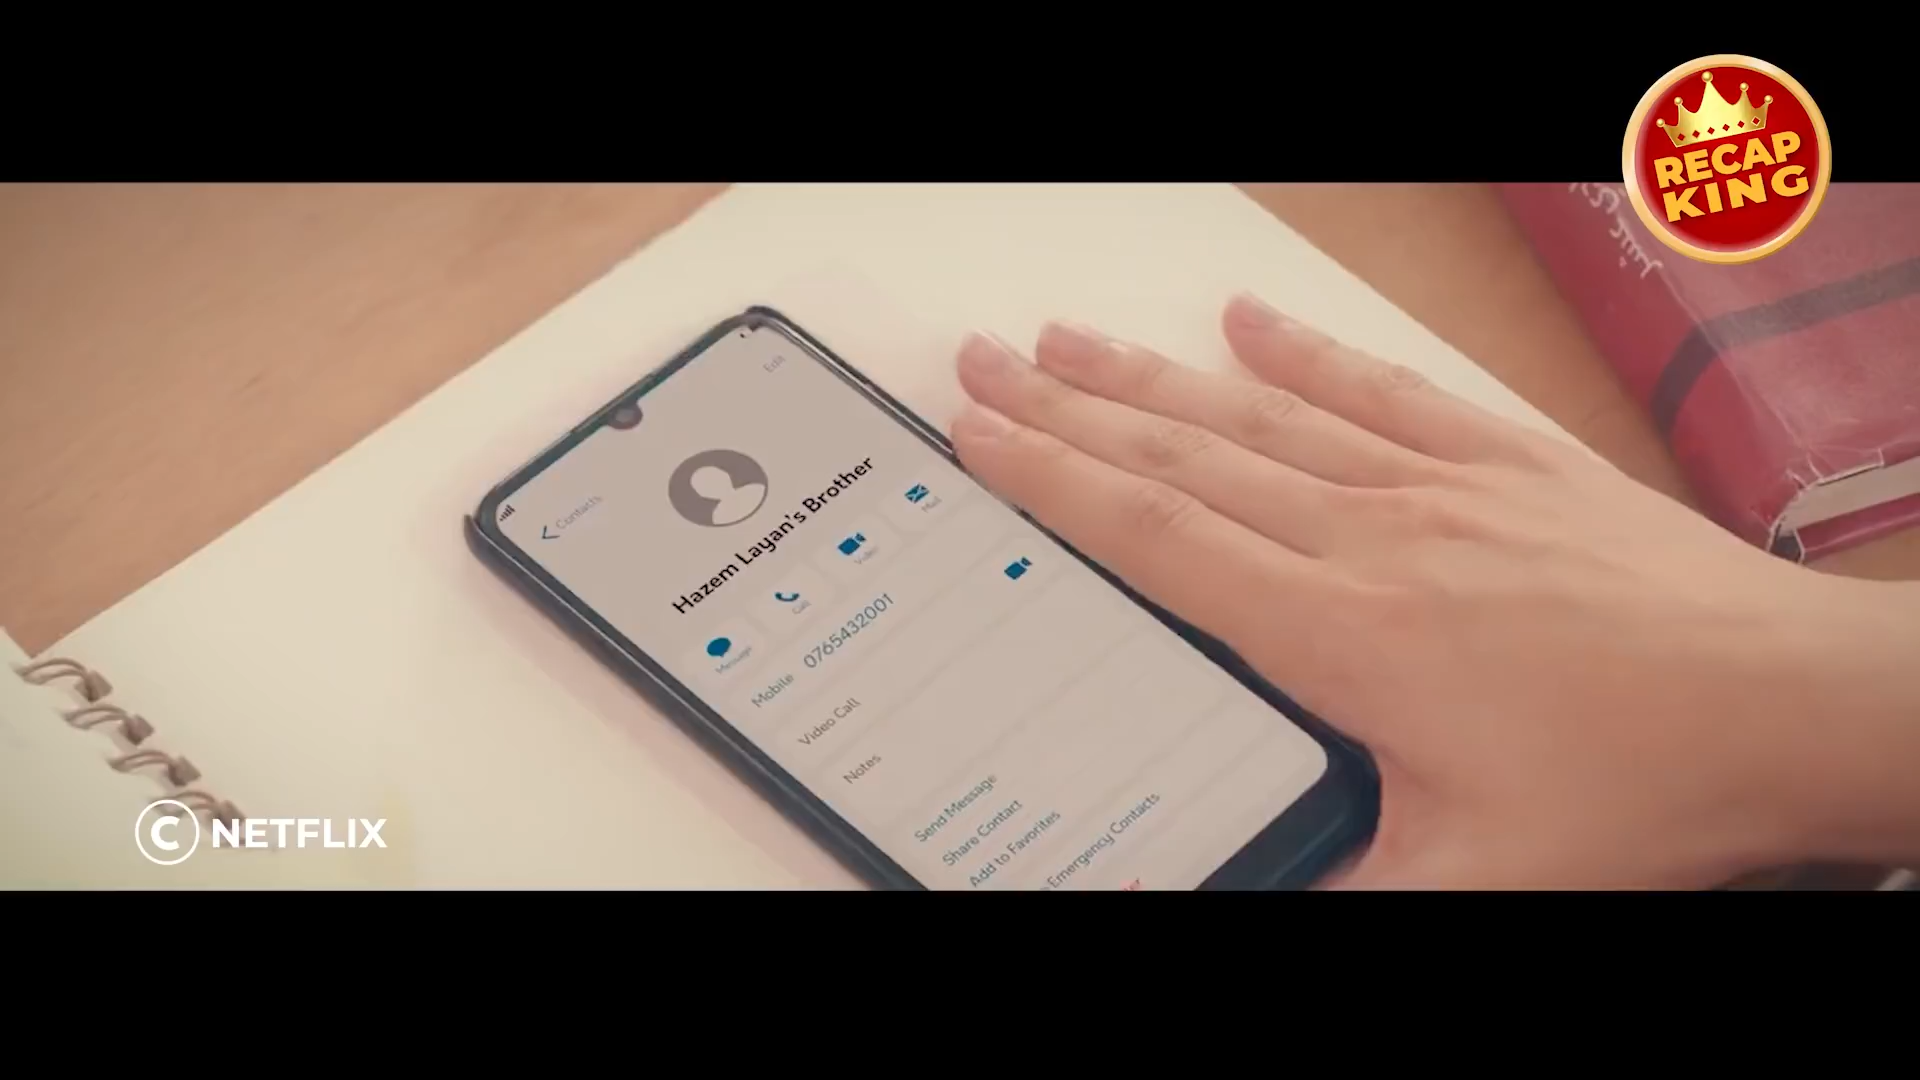 RECAP
KING
Edit
Contacts
Hazem Layan's Brother
Message
Call
Video
Mail
Mobile 0765432001
Video Call
Notes
Send Message
Share Contact
Add to Favorites
Emergency Contacts
C NETFLIX